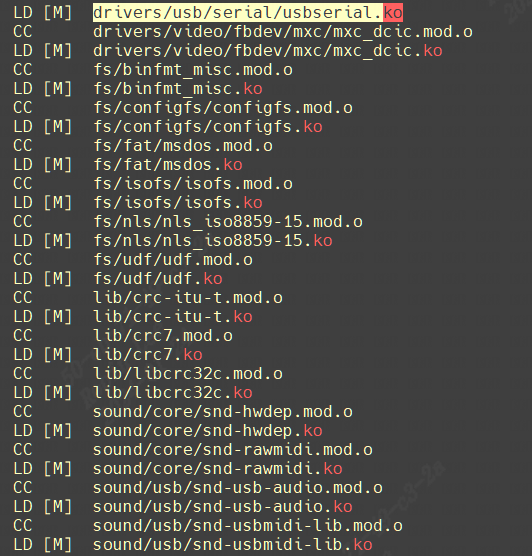 LD [M] drivers/usb/serial/usbserial.ko
CC drivers/video/fbdev/mxc/mxc_dcic.mod.o
LD [M] drivers/video/fbdev/mxc/mxc_dcic.ko
CC fs/binfmt_misc.mod.o
LD [M] fs/binfmt_misc.ko
CC fs/configfs/configfs.mod.o
LD [M] fs/configfs/configfs.ko
CC fs/fat/msdos.mod.o
LD [M] fs/fat/msdos.ko
CC fs/isofs/isofs.mod.o
LD [M] fs/isofs/isofs.ko
CC fs/nls/nls_iso8859-15.mod.o
LD [M] fs/nls/nls_iso8859-15.ko
CC fs/udf/udf.mod.o
LD [M] fs/udf/udf.ko
CC lib/crc-itu-t.mod.o
LD [M] lib/crc-itu-t.ko
CC lib/crc7.mod.o
LD [M] lib/crc7.ko
CC lib/libcrc32c.mod.o
LD [M] lib/libcrc32c.ko
CC sound/core/snd-hwdep.mod.o
LD [M] sound/core/snd-hwdep.ko
CC sound/core/snd-rawmidi.mod.o
LD [M] sound/core/snd-rawmidi.ko
CC sound/usb/snd-usb-audio.mod.o
LD [M] sound/usb/snd-usb-audio.ko
CC sound/usb/snd-usbmidi-lib.mod.o
LD [M] sound/usb/snd-usbmidi-lib.ko